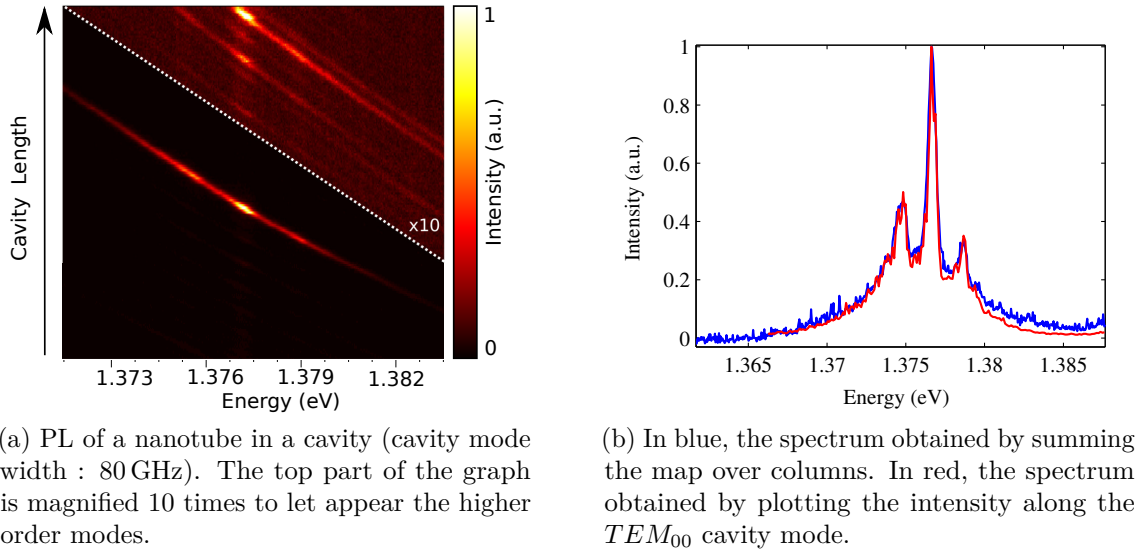 Cavity Length
x10
1.373 1.376 1.379 1.382
Energy (eV)
1
0
Intensity (a.u.)
(a) PL of a nanotube in a cavity (cavity mode
width : 80 GHz). The top part of the graph
is magnified 10 times to let appear the higher
order modes.
Intensity (a.u.)
1
0.8
0.6
0.4
0.2
0
1.365 1.37 1.375 1.38 1.385
Energy (eV)
(b) In blue, the spectrum obtained by summing
the map over columns. In red, the spectrum
obtained by plotting the intensity along the
TEM₀₀ cavity mode.